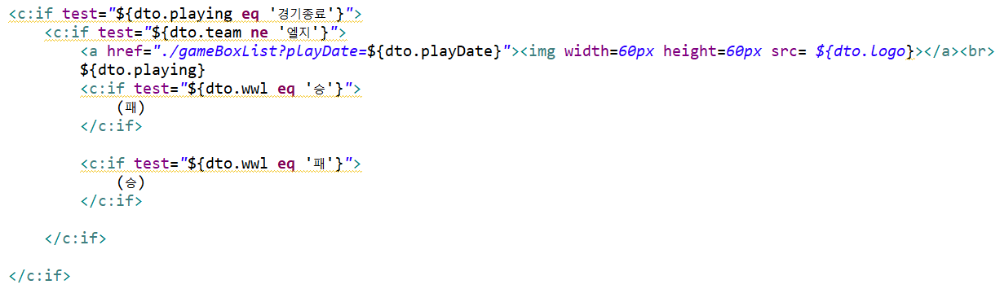 <c:if test="${dto.playing eq '경기종료'}">
<c:if test="${dto.team ne '엘지'}">
<a href="./gameBoxList?playDate=${dto.playDate}"><img width=60px height=60px src= ${dto.logo}></a><br>
${dto.playing}
<c:if test="${dto.wwl eq '승'}">
(패)
</c:if>
<c:if test="${dto.wwl eq '패'}">
(승)
</c:if>
</c:if>
</c:if>